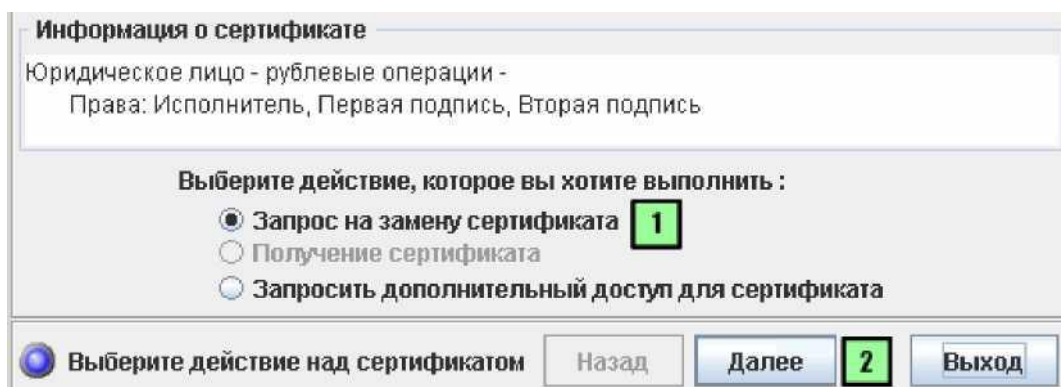 Информация о сертификате
Юридическое лицо - рублевые операции -
Права: Исполнитель, Первая подпись, Вторая подпись
Выберите действие, которое вы хотите выполнить :
Запрос на замену сертификата 1
Получение сертификата
Запросить дополнительный доступ для сертификата
Выберите действие над сертификатом Назад Далее 2 Выход